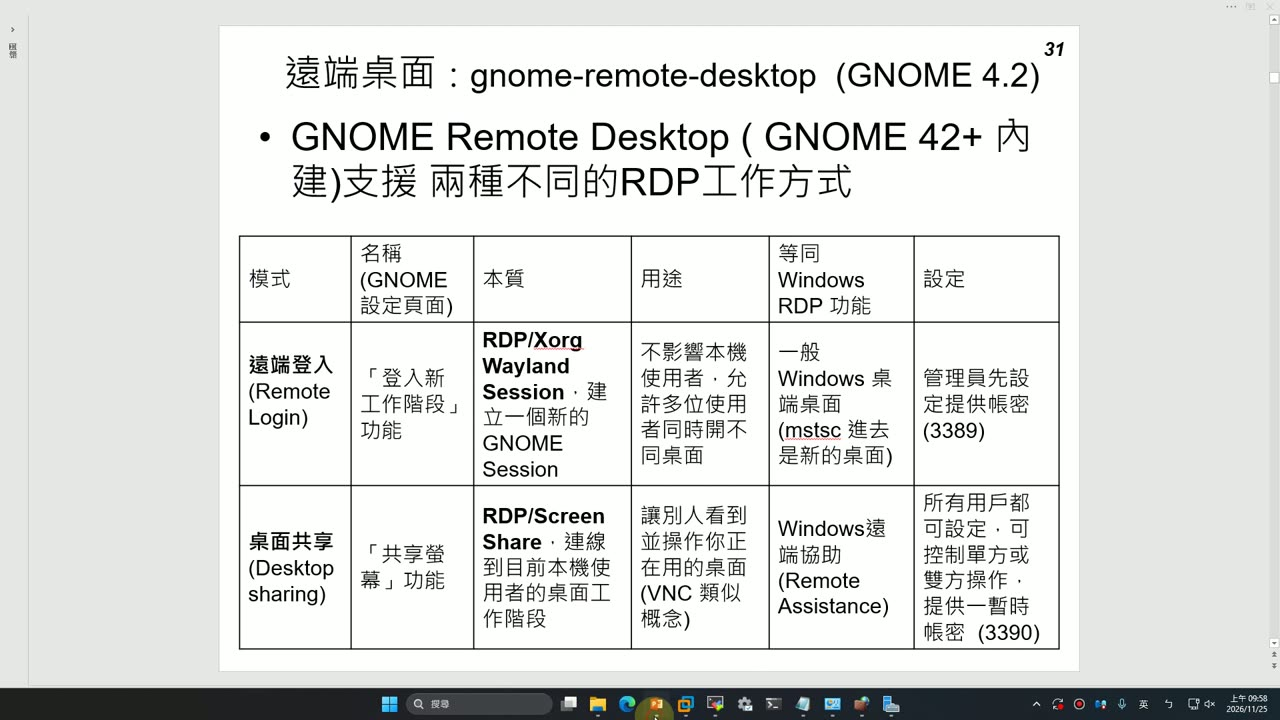 31
遠端桌面：gnome-remote-desktop (GNOME 4.2)
• GNOME Remote Desktop ( GNOME 42+ 內
建)支援 兩種不同的RDP工作方式
模式
名稱
(GNOME
設定頁面)
本質
用途
等同
Windows
RDP 功能
設定
遠端登入
(Remote
Login)
「登入新
工作階段」
功能
RDP/Xorg
Wayland
Session，建
立一個新的
GNOME
Session
不影響本機
使用者，允
許多位使用
者同時開不
同桌面
一般
Windows 桌
端桌面
(mstsc 進去
是新的桌面)
管理員先設
定提供帳密
(3389)
桌面共享
(Desktop
sharing)
「共享螢
幕」功能
RDP/Screen
Share，連線
到目前本機使
用者的桌面工
作階段
讓別人看到
並操作你正
在用的桌面
(VNC 類似
概念)
Windows遠
端協助
(Remote
Assistance)
所有用戶都
可設定，可
控制單方或
雙方操作，
提供一暫時
帳密 (3390)
搜尋
英
ㄅ
上午 09:58
2026/11/25